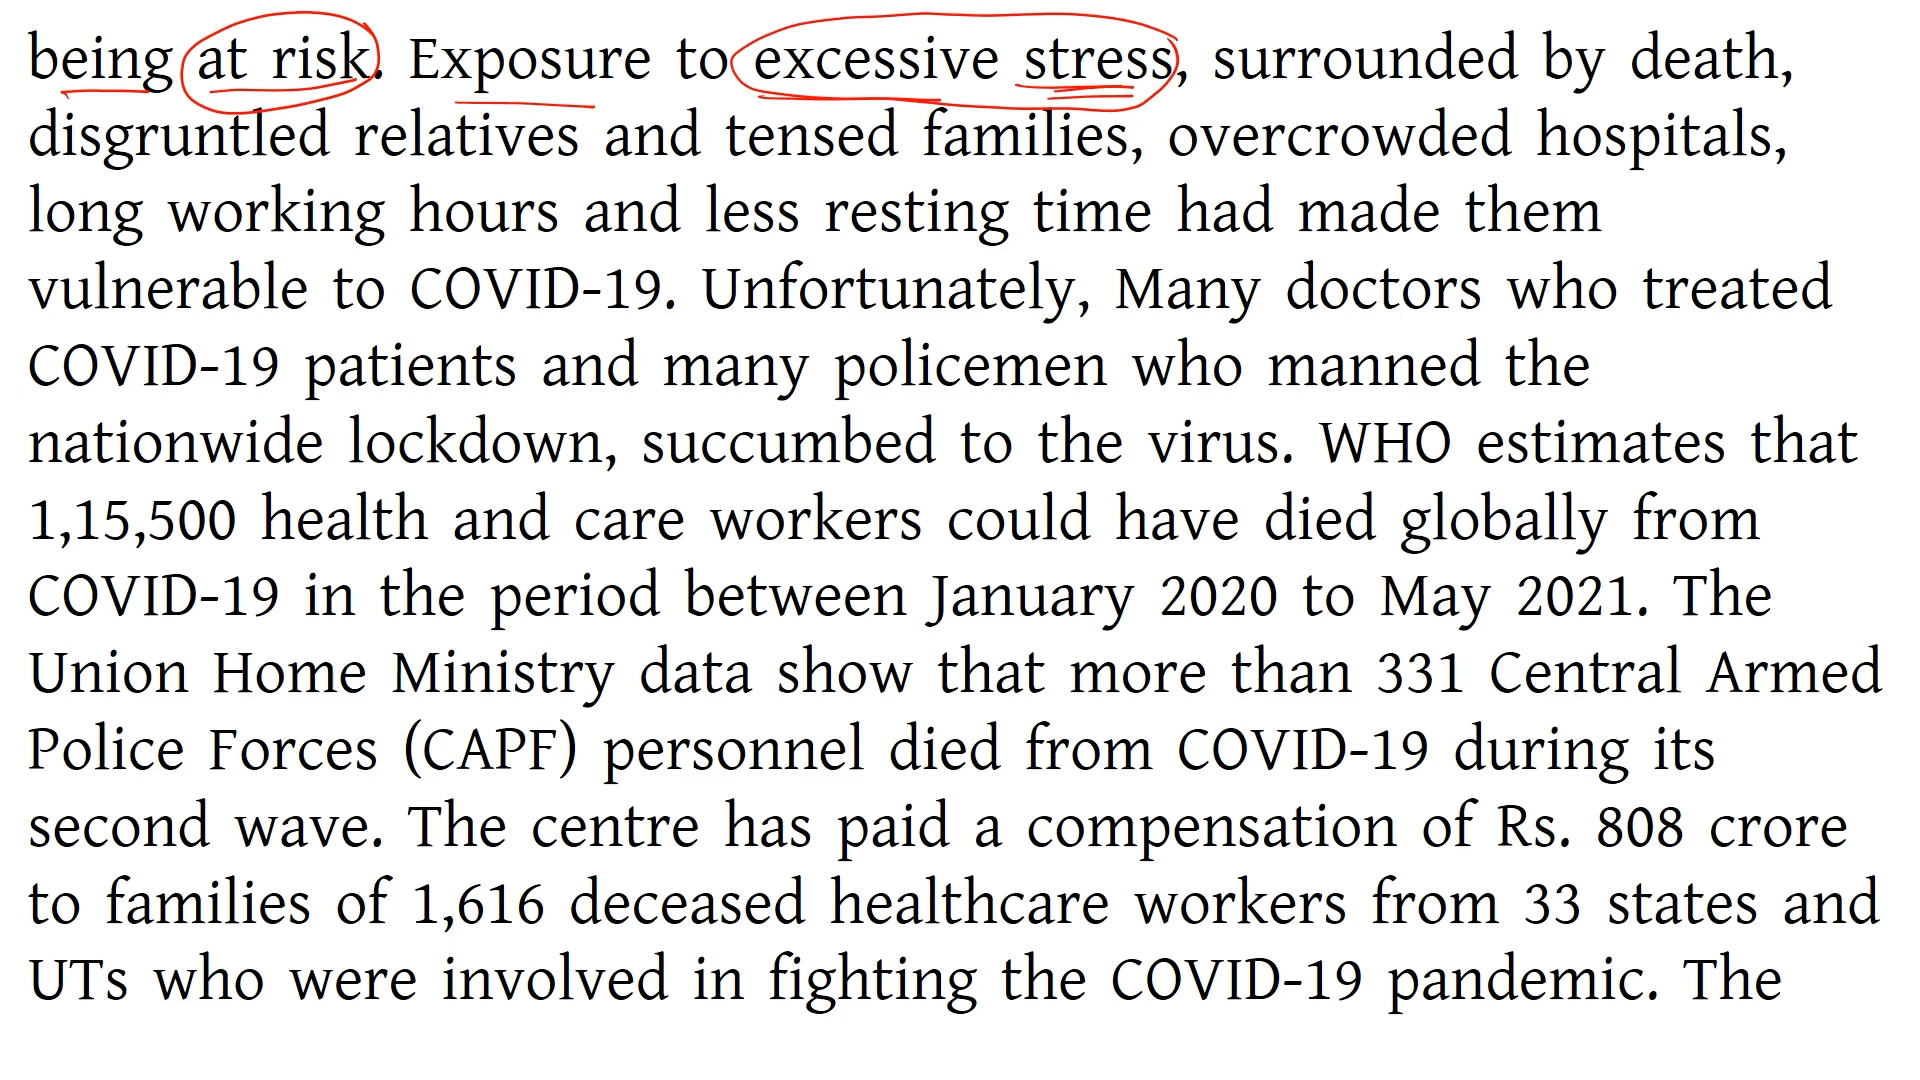 being at risk. Exposure to excessive stress, surrounded by death,
disgruntled relatives and tensed families, overcrowded hospitals,
long working hours and less resting time had made them
vulnerable to COVID-19. Unfortunately, Many doctors who treated
COVID-19 patients and many policemen who manned the
nationwide lockdown, succumbed to the virus. WHO estimates that
1,15,500 health and care workers could have died globally from
COVID-19 in the period between January 2020 to May 2021. The
Union Home Ministry data show that more than 331 Central Armed
Police Forces (CAPF) personnel died from COVID-19 during its
second wave. The centre has paid a compensation of Rs. 808 crore
to families of 1,616 deceased healthcare workers from 33 states and
UTs who were involved in fighting the COVID-19 pandemic. The